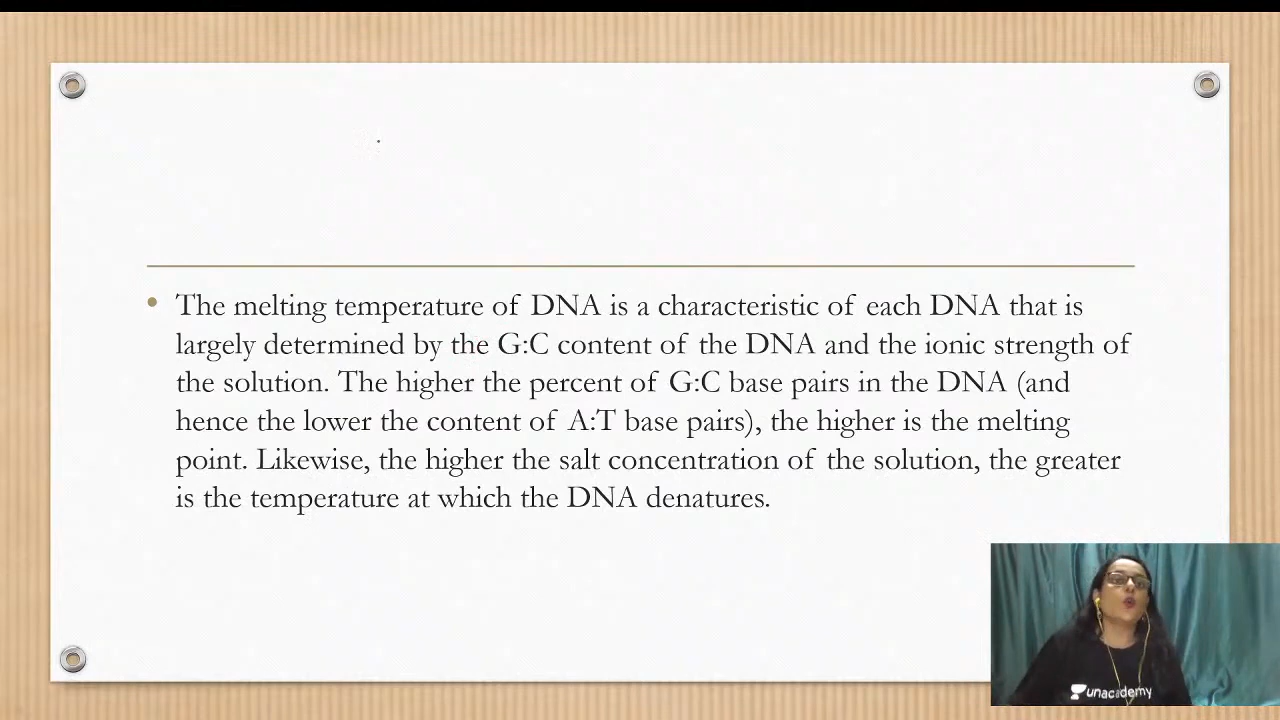 • The melting temperature of DNA is a characteristic of each DNA that is
largely determined by the G:C content of the DNA and the ionic strength of
the solution. The higher the percent of G:C base pairs in the DNA (and
hence the lower the content of A:T base pairs), the higher is the melting
point. Likewise, the higher the salt concentration of the solution, the greater
is the temperature at which the DNA denatures.
unacademy